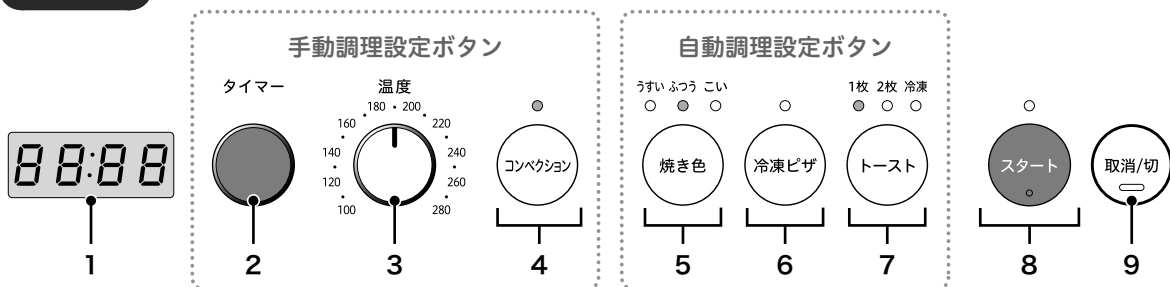 手動調理設定ボタン
自動調理設定ボタン
タイマー
温度
うすい ふつう こい
1枚 2枚 冷凍
88:88
100
120
140
160
180
200
220
240
260
280
コンベクション
焼き色
冷凍ピザ
トースト
スタート
取消/切
1 2 3 4 5 6 7 8 9